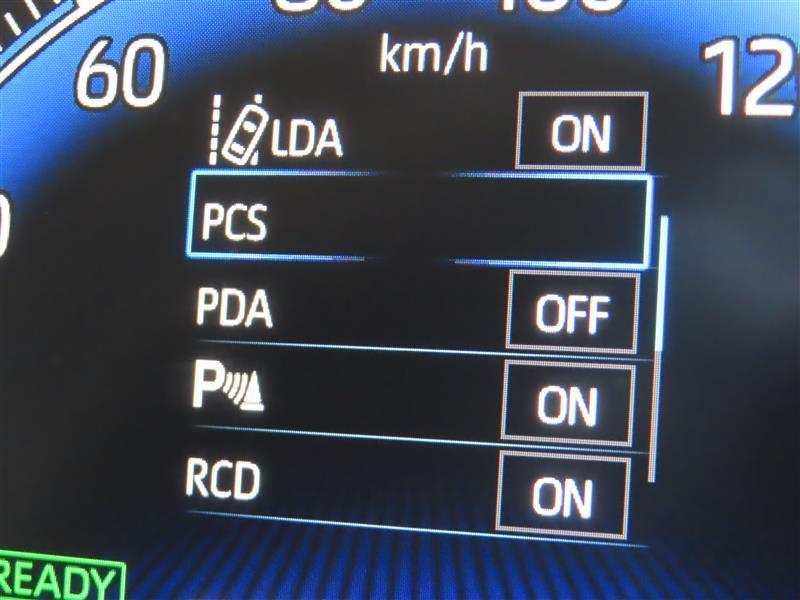 60
km/h
12
LDA ON
PCS
PDA OFF
P ON
RCD ON
READY